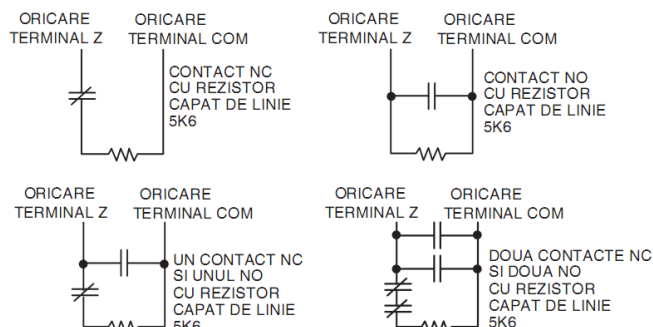 ORICARE
TERMINAL Z
ORICARE
TERMINAL COM
CONTACT NC
CU REZISTOR
CAPAT DE LINIE
5K6
ORICARE
TERMINAL Z
ORICARE
TERMINAL COM
CONTACT NO
CU REZISTOR
CAPAT DE LINIE
5K6
ORICARE
TERMINAL Z
ORICARE
TERMINAL COM
UN CONTACT NC
SI UNUL NO
CU REZISTOR
CAPAT DE LINIE
5K6
ORICARE
TERMINAL Z
ORICARE
TERMINAL COM
DOUA CONTACTE NC
SI DOUA NO
CU REZISTOR
CAPAT DE LINIE
5K6